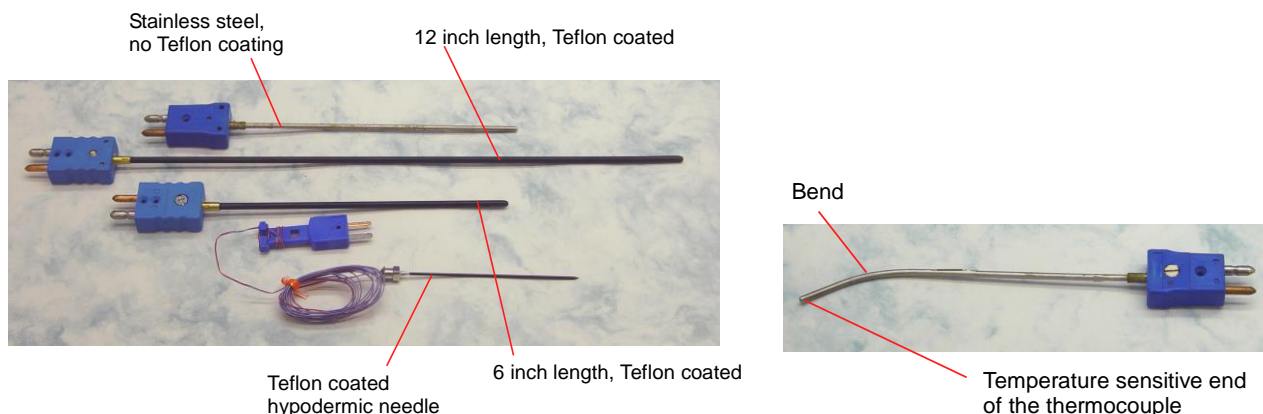 Stainless steel,
no Teflon coating
12 inch length, Teflon coated
Teflon coated
hypodermic needle
6 inch length, Teflon coated
Bend
Temperature sensitive end
of the thermocouple